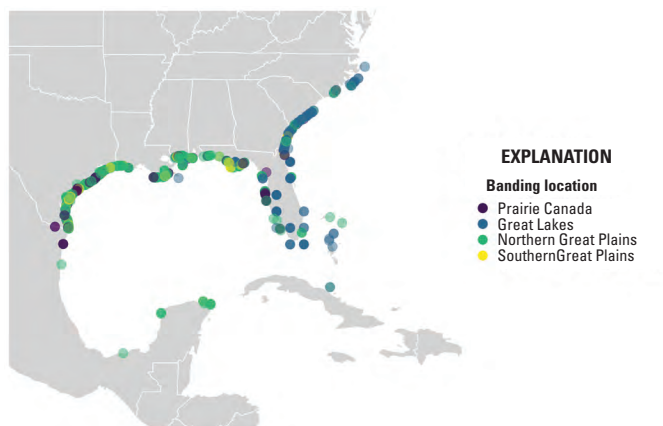 EXPLANATION
Banding location
Prairie Canada
Great Lakes
Northern Great Plains
SouthernGreat Plains